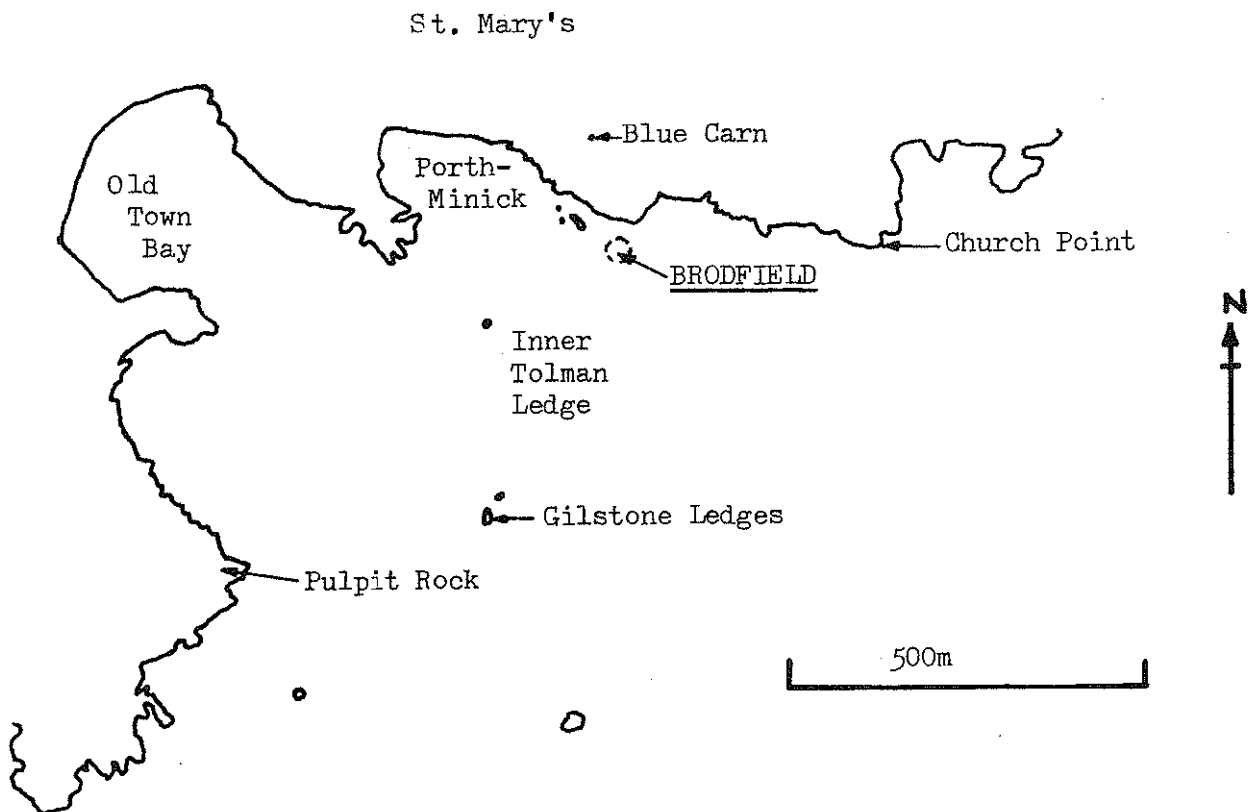 St. Mary's
Blue Carn
Porth-
Minick
Old
Town
Bay
Church Point
BRODFIELD
N
Inner
Tolman
Ledge
Gilstone Ledges
Pulpit Rock
500m